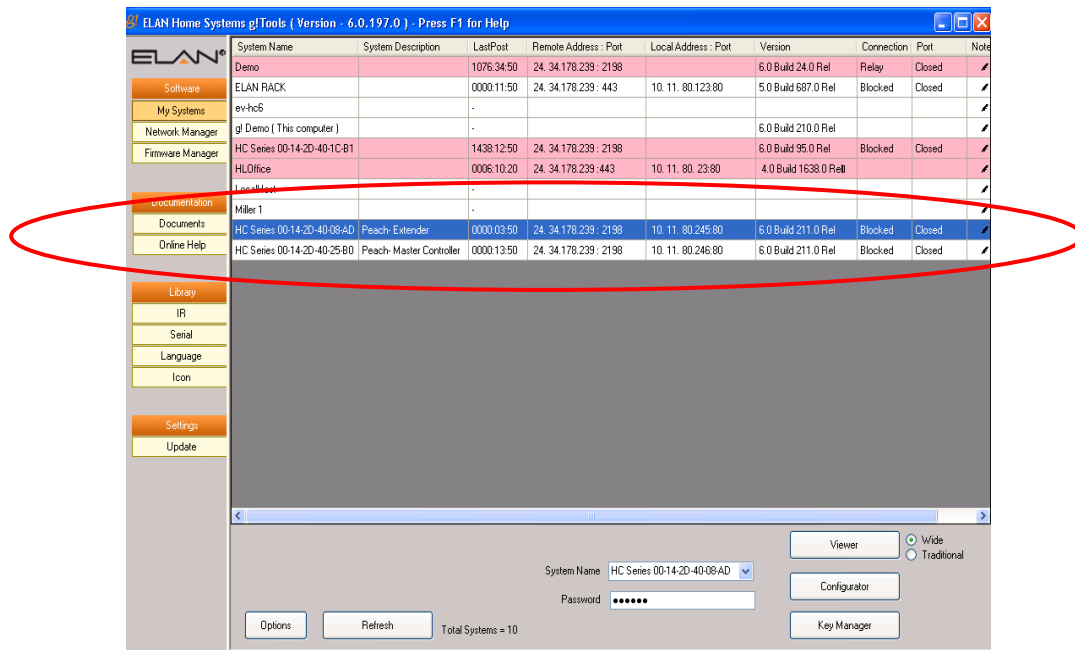 g! ELAN Home Systems g!Tools ( Version - 6.0.197.0 ) - Press F1 for Help
ELAN®
Software
My Systems
Network Manager
Firmware Manager
Documentation
Documents
Online Help
Library
IR
Serial
Language
Icon
Settings
Update
System Name System Description LastPost Remote Address : Port Local Address : Port Version Connection Port Note
Demo 1076:34:50 24. 34.178.239 : 2198 6.0 Build 24.0 Rel Relay Closed
ELAN RACK 0000:11:50 24. 34.178.239 : 443 10. 11. 80.123:80 5.0 Build 687.0 Rel Blocked Closed
ev-hc6 -
g! Demo ( This computer ) - 6.0 Build 210.0 Rel
HC Series 00-14-2D-40-1C-B1 1438:12:50 24. 34.178.239 : 2198 6.0 Build 95.0 Rel Blocked Closed
HLOffice 0006:10:20 24. 34.178.239 :443 10. 11. 80. 23:80 4.0 Build 1638.0 Rel Blocked Closed
LocalHost -
Miller 1 -
HC Series 00-14-2D-40-08-AD Peach- Extender 0000:03:50 24. 34.178.239 : 2198 10. 11. 80.245:80 6.0 Build 211.0 Rel Blocked Closed
HC Series 00-14-2D-40-25-B0 Peach- Master Controller 0000:13:50 24. 34.178.239 : 2198 10. 11. 80.246:80 6.0 Build 211.0 Rel Blocked Closed
Viewer
Wide
Traditional
System Name HC Series 00-14-2D-40-08-AD
Configurator
Password ●●●●●●
Options Refresh Total Systems = 10
Key Manager